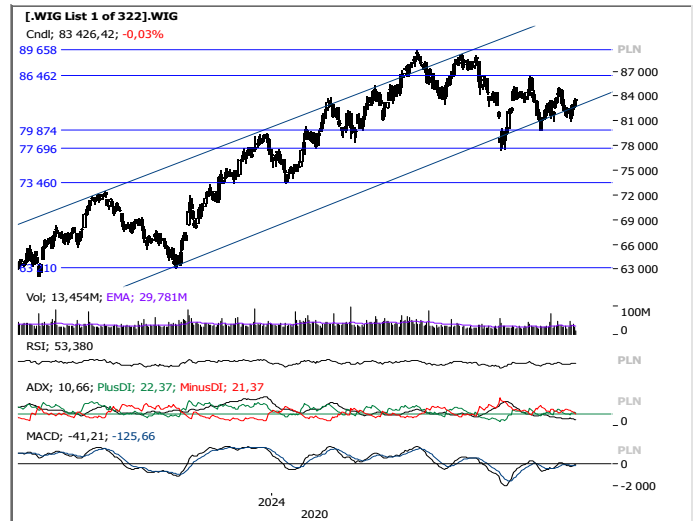 [.WIG List 1 of 322].WIG
Cndl; 83 426,42; -0,03%
89 658
PLN
86 462
87 000
84 000
81 000
79 874
78 000
77 696
75 000
73 460
72 000
69 000
66 000
63 000
Vol; 13,454M; EMA; 29,781M
100M
0
RSI; 53,380
PLN
ADX; 10,66; PlusDI; 22,37; MinusDI; 21,37
PLN
0
MACD; -41,21; -125,66
PLN
0
-2 000
2024
2020